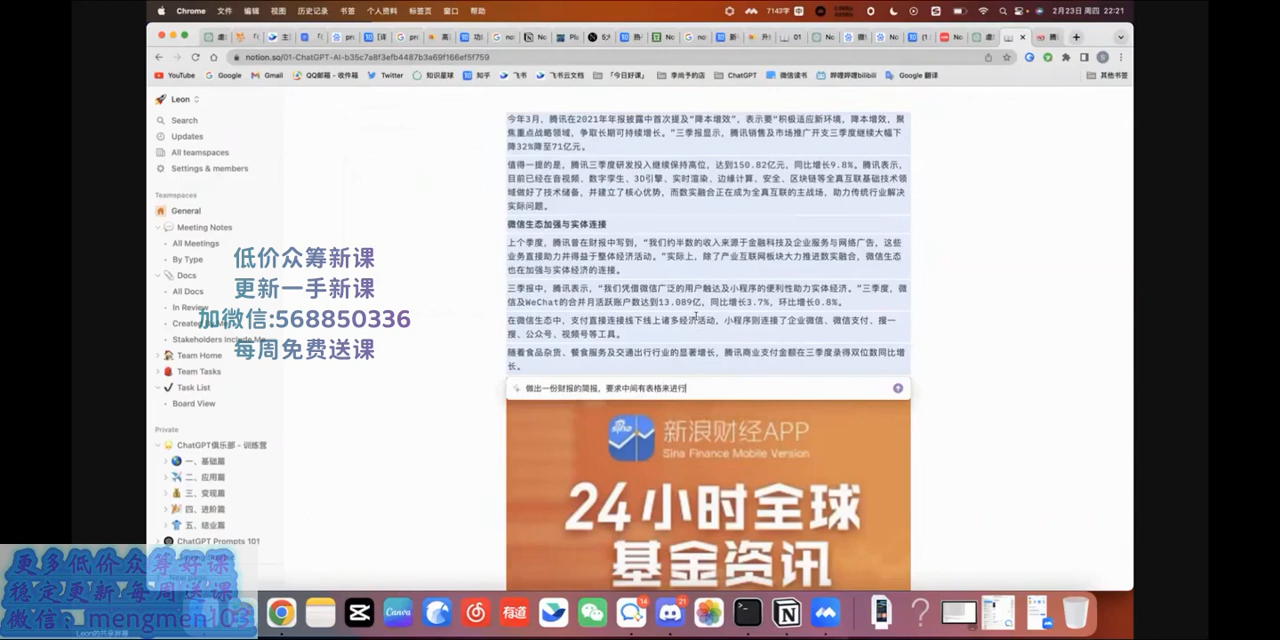 Chrome 文件 编辑 视图 历史记录 书签 个人资料 标签页 窗口 帮助
7143字 2月23日 周四 22:21
notion.so/01-ChatGPT-AI-b35c7a8f3efb4487b3a69f166ef5f759
YouTube Google Gmail QQ邮箱 - 收件箱 Twitter 知识星球 知乎 飞书 飞书云文档 「今日好课」 李尚予的店 ChatGPT 微信读书 哔哩哔哩bilibili Google 翻译 其他书签
Leon
Search
Updates
All teamspaces
Settings & members
Teamspaces
General
Meeting Notes
All Meetings
By Type
Docs
All Docs
In Review
Created
Stakeholders Include Me
Team Home
Team Tasks
Task List
Board View
Private
ChatGPT俱乐部 - 训练营
一、基础篇
二、应用篇
三、变现篇
四、进阶篇
五、结业篇
ChatGPT Prompts 101
今年3月，腾讯在2021年年报披露中首次提及“降本增效”，表示要“积极适应新环境，降本增效，聚
焦重点战略领域，争取长期可持续增长。”三季报显示，腾讯销售及市场推广开支三季度继续大幅下
降32%降至71亿元。
值得一提的是，腾讯三季度研发投入继续保持高位，达到150.82亿元，同比增长9.8%。腾讯表示，
目前已经在音视频、数字孪生、3D引擎、实时渲染、边缘计算、安全、区块链等全真互联基础技术领
域做好了技术储备，并建立了核心优势，而数实融合正在成为全真互联的主战场，助力传统行业解决
实际问题。
微信生态加强与实体连接
上个季度，腾讯曾在财报中写到，“我们约半数的收入来源于金融科技及企业服务与网络广告，这些
业务直接助力并得益于整体经济活动。”实际上，除了产业互联网板块大力推进数实融合，微信生态
也在加强与实体经济的连接。
三季报中，腾讯表示，“我们凭借微信广泛的用户触达及小程序的便利性助力实体经济。”三季度，微
信及WeChat的合并月活跃账户数达到13.089亿，同比增长3.7%，环比增长0.8%。
在微信生态中，支付直接连接线下线上诸多经济活动，小程序则连接了企业微信、微信支付、搜一
搜、公众号、视频号等工具。
随着食品杂货、餐食服务及交通出行行业的显著增长，腾讯商业支付金额在三季度录得双位数同比增
长。
做出一份财报的简报，要求中间有表格来进行
sina 新浪财经APP
Sina Finance Mobile Version
24小时全球
基金资讯
低价众筹新课
更新一手新课
加微信:568850336
每周免费送课
更多低价众筹好课
稳定更新 每周送课
微信：mengmen103
Leon的共享屏幕
Canva
有道
14
21